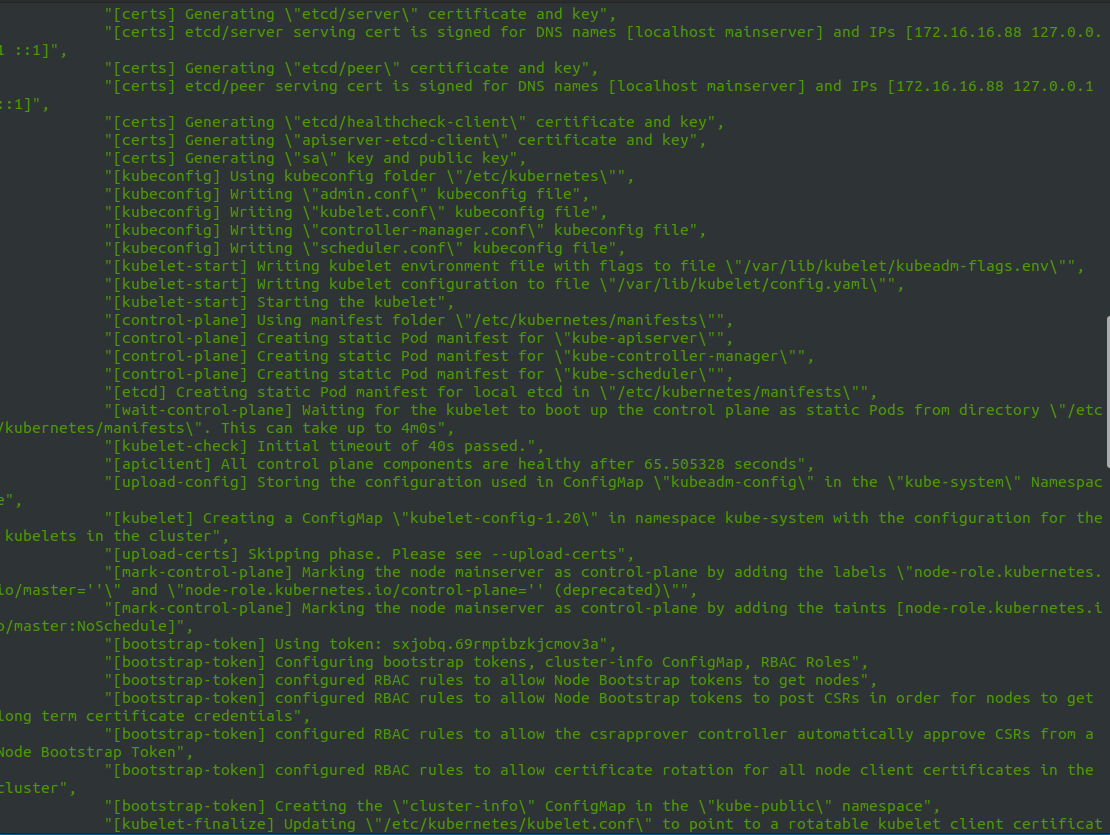 "[certs] Generating \"etcd/server\" certificate and key",
"[certs] etcd/server serving cert is signed for DNS names [localhost mainserver] and IPs [172.16.16.88 127.0.0.
1 ::1]",
"[certs] Generating \"etcd/peer\" certificate and key",
"[certs] etcd/peer serving cert is signed for DNS names [localhost mainserver] and IPs [172.16.16.88 127.0.0.1
::1]",
"[certs] Generating \"etcd/healthcheck-client\" certificate and key",
"[certs] Generating \"apiserver-etcd-client\" certificate and key",
"[certs] Generating \"sa\" key and public key",
"[kubeconfig] Using kubeconfig folder \"/etc/kubernetes\"",
"[kubeconfig] Writing \"admin.conf\" kubeconfig file",
"[kubeconfig] Writing \"kubelet.conf\" kubeconfig file",
"[kubeconfig] Writing \"controller-manager.conf\" kubeconfig file",
"[kubeconfig] Writing \"scheduler.conf\" kubeconfig file",
"[kubelet-start] Writing kubelet environment file with flags to file \"/var/lib/kubelet/kubeadm-flags.env\"",
"[kubelet-start] Writing kubelet configuration to file \"/var/lib/kubelet/config.yaml\"",
"[kubelet-start] Starting the kubelet",
"[control-plane] Using manifest folder \"/etc/kubernetes/manifests\"",
"[control-plane] Creating static Pod manifest for \"kube-apiserver\"",
"[control-plane] Creating static Pod manifest for \"kube-controller-manager\"",
"[control-plane] Creating static Pod manifest for \"kube-scheduler\"",
"[etcd] Creating static Pod manifest for local etcd in \"/etc/kubernetes/manifests\"",
"[wait-control-plane] Waiting for the kubelet to boot up the control plane as static Pods from directory \"/etc
/kubernetes/manifests\". This can take up to 4m0s",
"[kubelet-check] Initial timeout of 40s passed.",
"[apiclient] All control plane components are healthy after 65.505328 seconds",
"[upload-config] Storing the configuration used in ConfigMap \"kubeadm-config\" in the \"kube-system\" Namespac
e",
"[kubelet] Creating a ConfigMap \"kubelet-config-1.20\" in namespace kube-system with the configuration for the
kubelets in the cluster",
"[upload-certs] Skipping phase. Please see --upload-certs",
"[mark-control-plane] Marking the node mainserver as control-plane by adding the labels \"node-role.kubernetes.
io/master=''\" and \"node-role.kubernetes.io/control-plane='' (deprecated)\"",
"[mark-control-plane] Marking the node mainserver as control-plane by adding the taints [node-role.kubernetes.i
o/master:NoSchedule]",
"[bootstrap-token] Using token: sxjobq.69rmpibzkjcmov3a",
"[bootstrap-token] Configuring bootstrap tokens, cluster-info ConfigMap, RBAC Roles",
"[bootstrap-token] configured RBAC rules to allow Node Bootstrap tokens to get nodes",
"[bootstrap-token] configured RBAC rules to allow Node Bootstrap tokens to post CSRs in order for nodes to get
long term certificate credentials",
"[bootstrap-token] configured RBAC rules to allow the csrapprover controller automatically approve CSRs from a
Node Bootstrap Token",
"[bootstrap-token] configured RBAC rules to allow certificate rotation for all node client certificates in the
cluster",
"[bootstrap-token] Creating the \"cluster-info\" ConfigMap in the \"kube-public\" namespace",
"[kubelet-finalize] Updating \"/etc/kubernetes/kubelet.conf\" to point to a rotatable kubelet client certificat